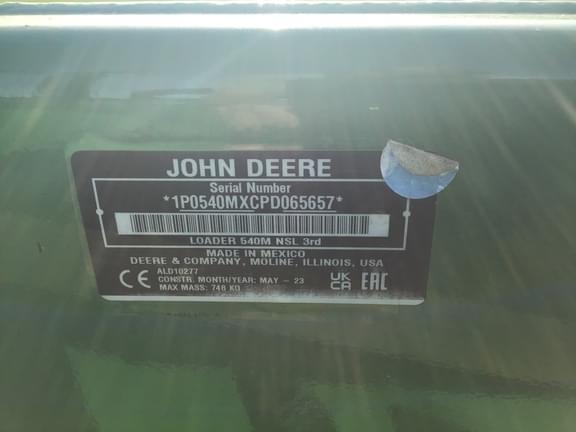 JOHN DEERE
Serial Number
*1P0540MXCPD065657*
LOADER 540M NSL 3rd
MADE IN MEXICO
DEERE & COMPANY, MOLINE, ILLINOIS, USA
ALD10277
CONSTR. MONTH/YEAR: MAY - 23
MAX MASS: 746 KG
CE
UK
CA
EAC